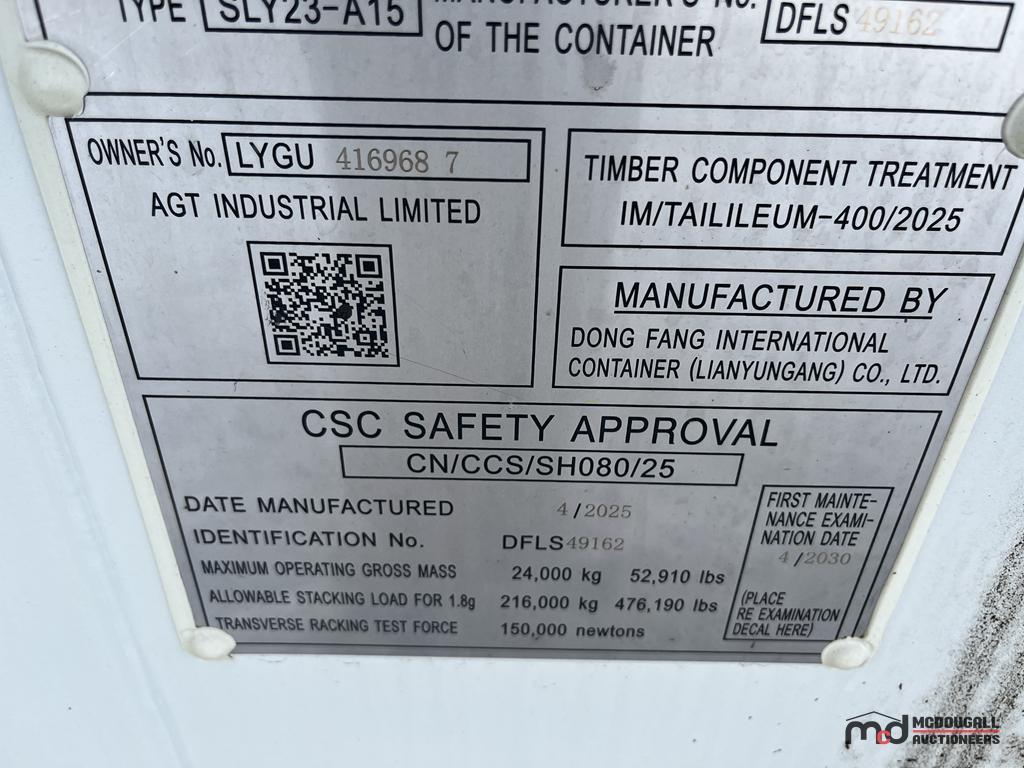 TYPE SLY23-A15
MANUFACTURER'S No.
OF THE CONTAINER
DFLS 49162
OWNER'S No. LYGU 416968 7
AGT INDUSTRIAL LIMITED
TIMBER COMPONENT TREATMENT
IM/TAILILEUM-400/2025
MANUFACTURED BY
DONG FANG INTERNATIONAL
CONTAINER (LIANYUNGANG) CO., LTD.
CSC SAFETY APPROVAL
CN/CCS/SH080/25
DATE MANUFACTURED 4/2025
IDENTIFICATION No. DFLS49162
MAXIMUM OPERATING GROSS MASS 24,000 kg 52,910 lbs
ALLOWABLE STACKING LOAD FOR 1.8g 216,000 kg 476,190 lbs
TRANSVERSE RACKING TEST FORCE 150,000 newtons
FIRST MAINTE-
NANCE EXAMI-
NATION DATE
4/2030
(PLACE
RE EXAMINATION
DECAL HERE)
md MCDOUGALL
AUCTIONEERS